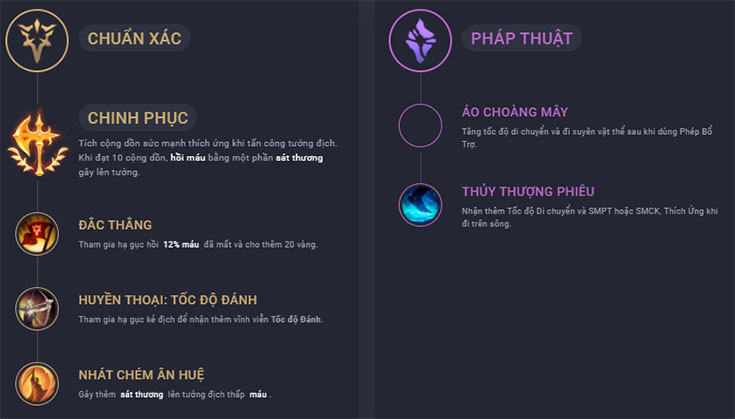 CHUẨN XÁC
CHINH PHỤC
Tích cộng dồn sức mạnh thích ứng khi tấn công tướng địch.
Khi đạt 10 cộng dồn, hồi máu bằng một phần sát thương
gây lên tướng.
ĐẮC THẮNG
Tham gia hạ gục hồi 12% máu đã mất và cho thêm 20 vàng.
HUYỀN THOẠI: TỐC ĐỘ ĐÁNH
Tham gia hạ gục kẻ địch để nhận thêm vĩnh viễn Tốc độ Đánh.
NHÁT CHÉM ÂN HUỆ
Gây thêm sát thương lên tướng địch thấp máu .
PHÁP THUẬT
ÁO CHOÀNG MÂY
Tăng tốc độ di chuyển và đi xuyên vật thể sau khi dùng Phép Bổ
Trợ.
THỦY THƯỢNG PHIÊU
Nhận thêm Tốc độ Di chuyển và SMPT hoặc SMCK, Thích Ứng khi
đi trên sông.